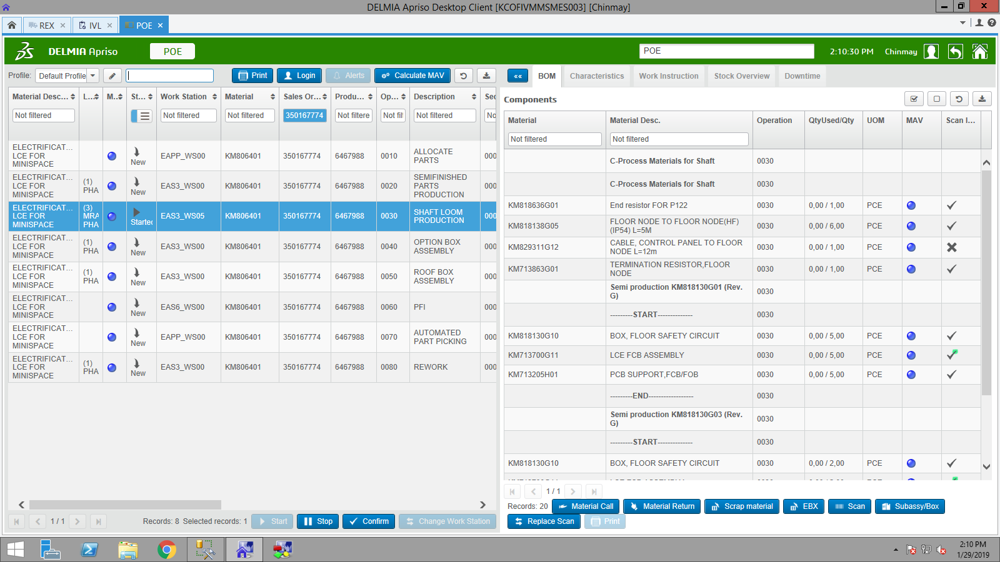 DELMIA Apriso Desktop Client [KCOFIVMMSMES003] [Chinmay]
REX
IVL
POE
DELMIA Apriso
POE
POE
2:10:30 PM
Chinmay
Profile:
Default Profile
Print
Login
Alerts
Calculate MAV
Material Desc...
L...
M...
St...
Work Station
Material
Sales Or...
Produ...
Op...
Description
Sec
Not filtered
Not filtered
Not filtered
350167774
Not filtere
Not fil
Not filtered
No
ELECTRIFICAT... LCE FOR MINISPACE
New
EAPP_WS00
KM806401
350167774
6467988
0010
ALLOCATE PARTS
000
ELECTRIFICAT... LCE FOR MINISPACE
(1) PHA
New
EAS3_WS00
KM806401
350167774
6467988
0020
SEMIFINISHED PARTS PRODUCTION
000
ELECTRIFICAT... LCE FOR MINISPACE
(3) MRA PHA
Started
EAS3_WS05
KM806401
350167774
6467988
0030
SHAFT LOOM PRODUCTION
000
ELECTRIFICAT... LCE FOR MINISPACE
(1) PHA
New
EAS3_WS00
KM806401
350167774
6467988
0040
OPTION BOX ASSEMBLY
000
ELECTRIFICAT... LCE FOR MINISPACE
(1) PHA
New
EAS3_WS00
KM806401
350167774
6467988
0050
ROOF BOX ASSEMBLY
000
ELECTRIFICAT... LCE FOR MINISPACE
New
EAS6_WS00
KM806401
350167774
6467988
0060
PFI
000
ELECTRIFICAT... LCE FOR MINISPACE
New
EAPP_WS00
KM806401
350167774
6467988
0070
AUTOMATED PART PICKING
000
ELECTRIFICAT... LCE FOR MINISPACE
(1) PHA
New
EAS3_WS00
KM806401
350167774
6467988
0080
REWORK
000
1 / 1
Records: 8 Selected records: 1
Start
Stop
Confirm
Change Work Station
««
BOM
Characteristics
Work Instruction
Stock Overview
Downtime
Components
Material
Material Desc.
Operation
QtyUsed/Qty
UOM
MAV
Scan I...
Not filtered
Not filtered
C-Process Materials for Shaft
0030
C-Process Materials for Shaft
0030
KM818636G01
End resistor FOR P122
0030
0,00 / 1,00
PCE
KM818138G05
FLOOR NODE TO FLOOR NODE(HF) (IP54) L=5M
0030
0,00 / 6,00
PCE
KM829311G12
CABLE, CONTROL PANEL TO FLOOR NODE L=12m
0030
0,00 / 1,00
PCE
KM713863G01
TERMINATION RESISTOR,FLOOR NODE
0030
0,00 / 1,00
PCE
Semi production KM818130G01 (Rev. G)
0030
---------START--------------
0030
KM818130G10
BOX, FLOOR SAFETY CIRCUIT
0030
0,00 / 5,00
PCE
KM713700G11
LCE FCB ASSEMBLY
0030
0,00 / 5,00
PCE
KM713205H01
PCB SUPPORT,FCB/FOB
0030
0,00 / 5,00
PCE
---------END------------------
0030
Semi production KM818130G03 (Rev. G)
0030
---------START--------------
0030
KM818130G10
BOX, FLOOR SAFETY CIRCUIT
0030
0,00 / 2,00
PCE
1 / 1
Records: 20
Material Call
Material Return
Scrap material
EBX
Scan
Subassy/Box
Replace Scan
Print
2:10 PM
1/29/2019